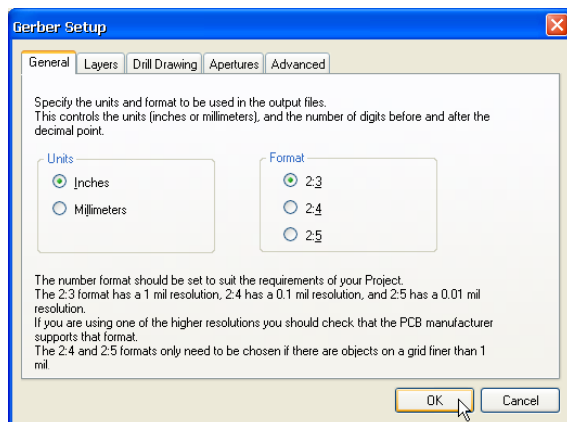 Gerber Setup
General Layers Drill Drawing Apertures Advanced
Specify the units and format to be used in the output files.
This controls the units (inches or millimeters), and the number of digits before and after the
decimal point.
Units
Inches
Millimeters
Format
2:3
2:4
2:5
The number format should be set to suit the requirements of your Project.
The 2:3 format has a 1 mil resolution, 2:4 has a 0.1 mil resolution, and 2:5 has a 0.01 mil
resolution.
If you are using one of the higher resolutions you should check that the PCB manufacturer
supports that format.
The 2:4 and 2:5 formats only need to be chosen if there are objects on a grid finer than 1
mil.
OK Cancel